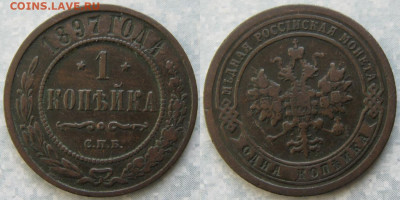 COINS.LAVE.RU
1897 ГОДА
* 1 *
КОПѢЙКА
С.П.Б.
МѢДНАЯ РОССІЙСКАЯ МОНЕТА
ОДНА КОПѢЙКА